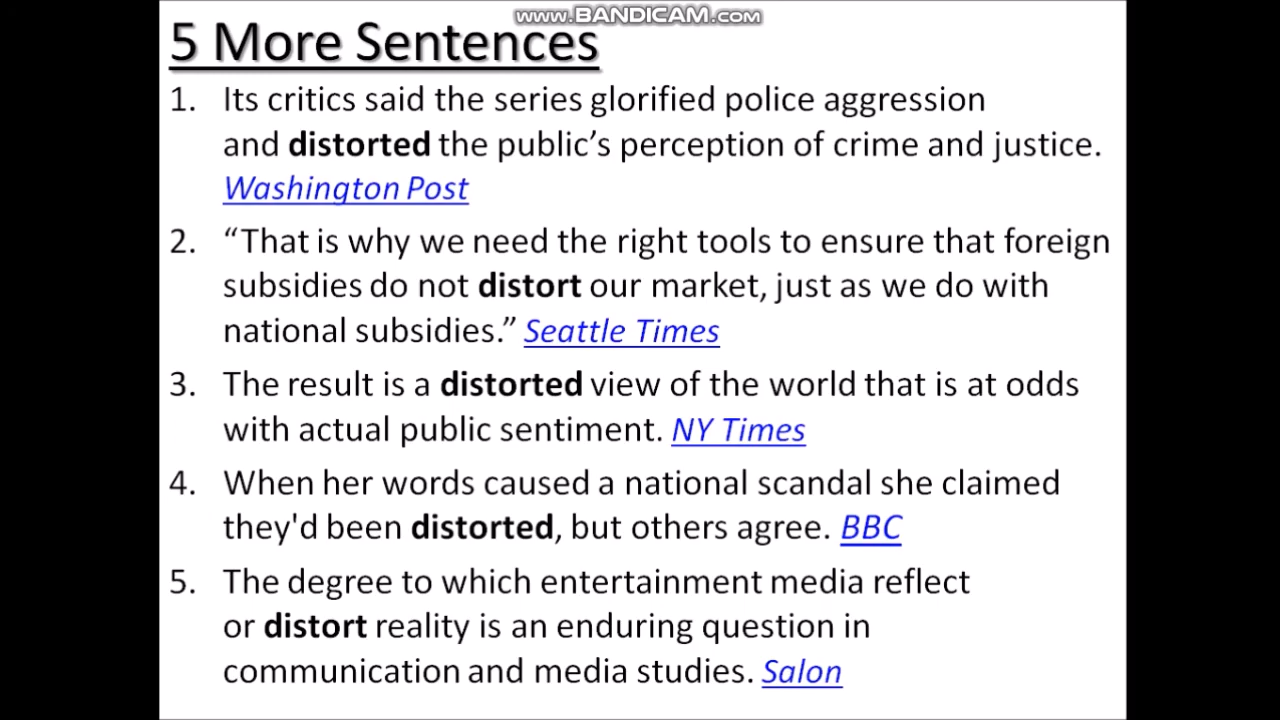 www.BANDICAM.com
5 More Sentences
1. Its critics said the series glorified police aggression
and distorted the public’s perception of crime and justice.
Washington Post
2. “That is why we need the right tools to ensure that foreign
subsidies do not distort our market, just as we do with
national subsidies.” Seattle Times
3. The result is a distorted view of the world that is at odds
with actual public sentiment. NY Times
4. When her words caused a national scandal she claimed
they'd been distorted, but others agree. BBC
5. The degree to which entertainment media reflect
or distort reality is an enduring question in
communication and media studies. Salon